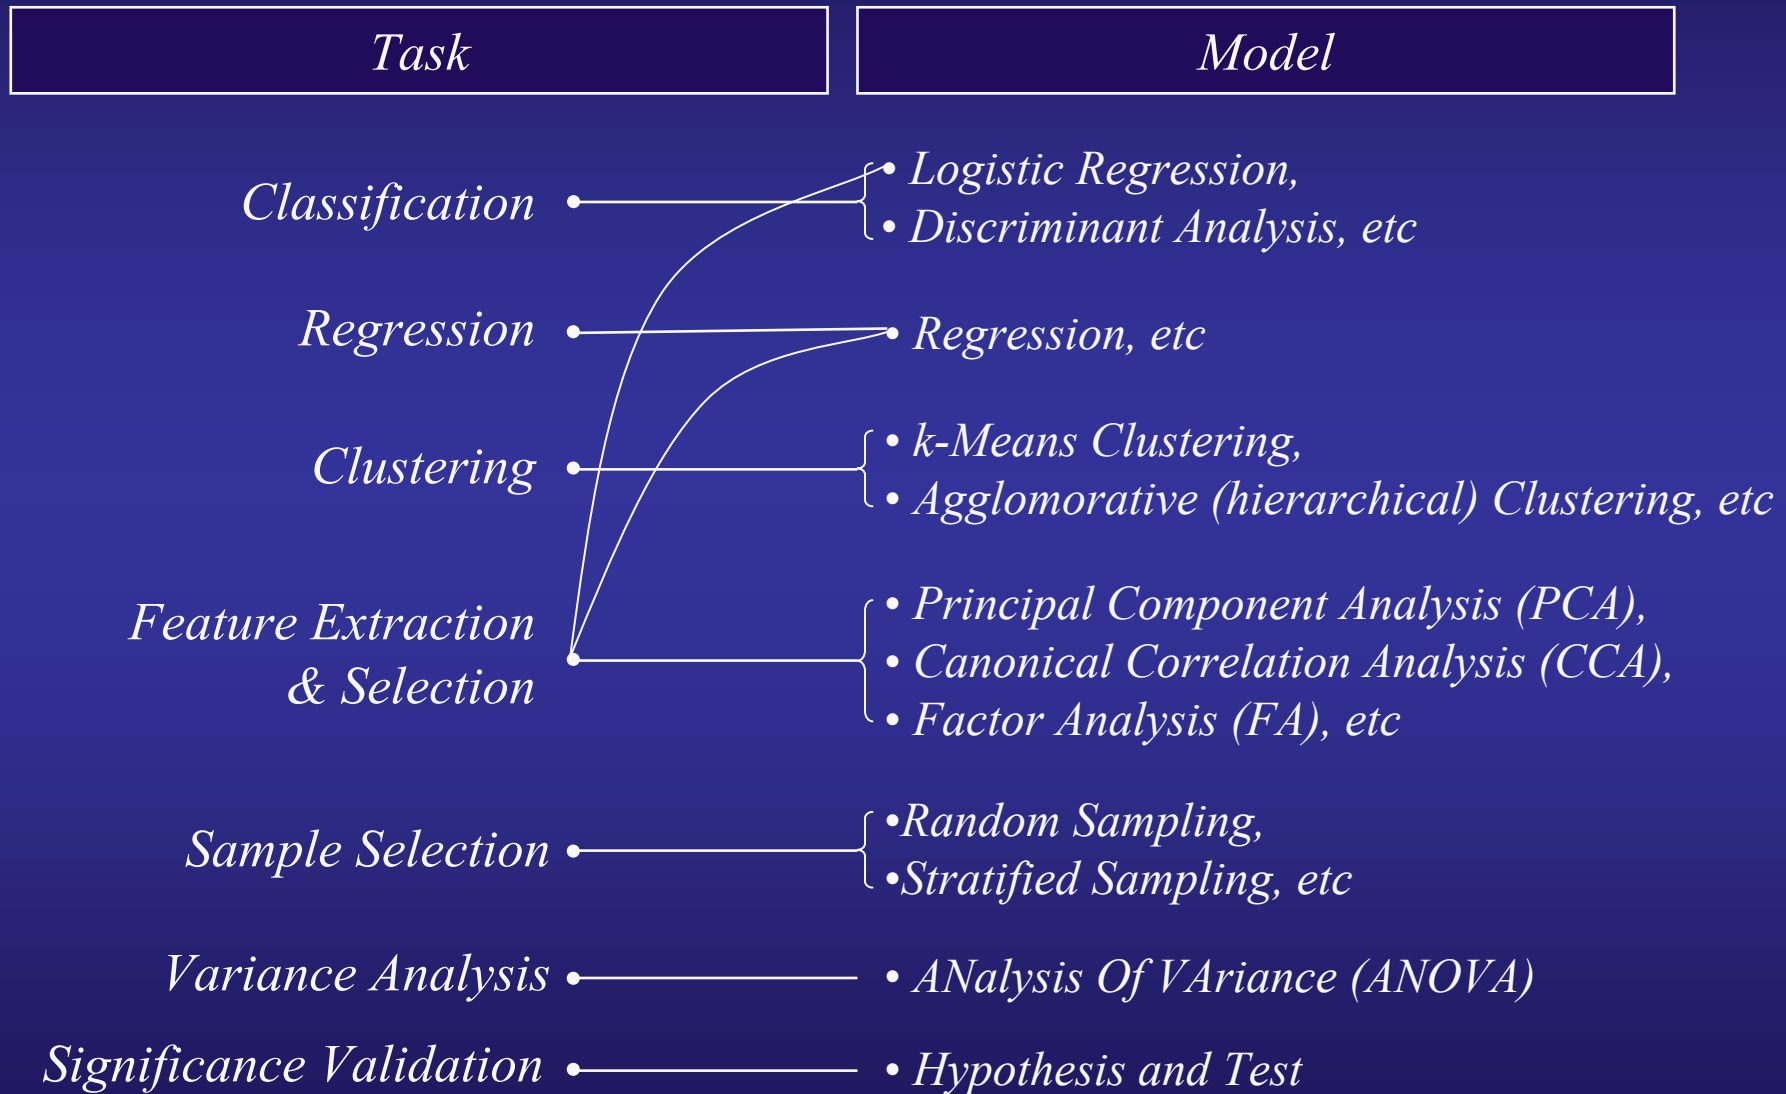 Task
Model
Classification
• Logistic Regression,
• Discriminant Analysis, etc
Regression
• Regression, etc
Clustering
• k-Means Clustering,
• Agglomorative (hierarchical) Clustering, etc
Feature Extraction
& Selection
• Principal Component Analysis (PCA),
• Canonical Correlation Analysis (CCA),
• Factor Analysis (FA), etc
Sample Selection
•Random Sampling,
•Stratified Sampling, etc
Variance Analysis
• ANalysis Of VAriance (ANOVA)
Significance Validation
• Hypothesis and Test